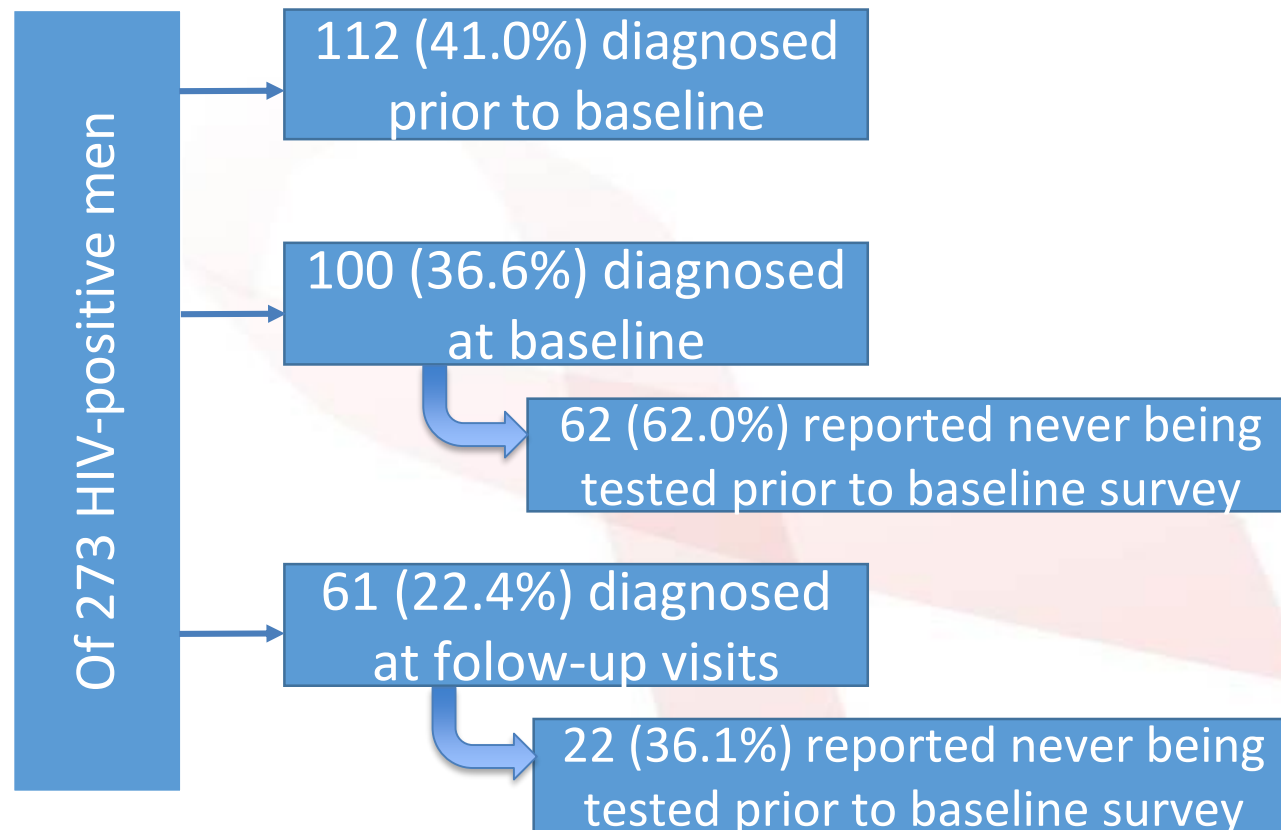 Of 273 HIV-positive men
112 (41.0%) diagnosed
prior to baseline
100 (36.6%) diagnosed
at baseline
62 (62.0%) reported never being
tested prior to baseline survey
61 (22.4%) diagnosed
at folow-up visits
22 (36.1%) reported never being
tested prior to baseline survey